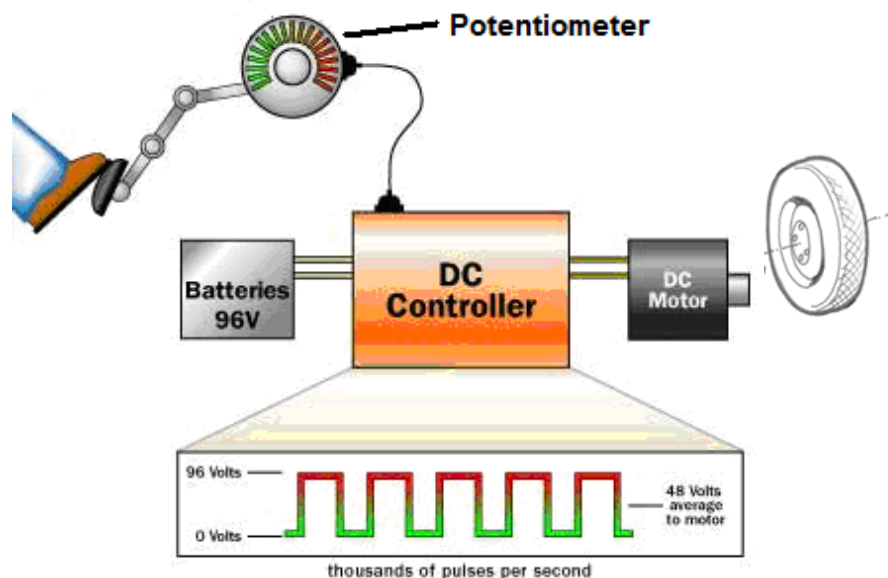 Potentiometer
Batteries
96V
DC
Controller
DC
Motor
96 Volts
0 Volts
48 Volts
average
to motor
thousands of pulses per second